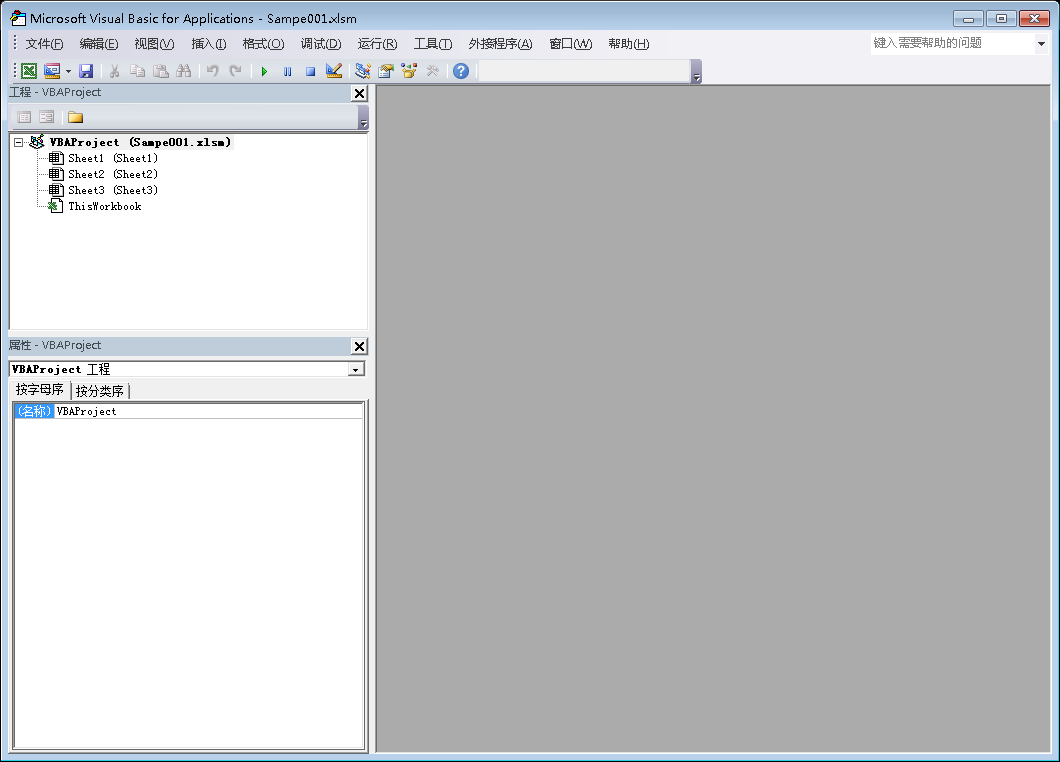 Microsoft Visual Basic for Applications - Sampe001.xlsm
文件(F) 编辑(E) 视图(V) 插入(I) 格式(O) 调试(D) 运行(R) 工具(T) 外接程序(A) 窗口(W) 帮助(H) 键入需要帮助的问题
工程 - VBAProject
VBAProject (Sampe001.xlsm)
Sheet1 (Sheet1)
Sheet2 (Sheet2)
Sheet3 (Sheet3)
ThisWorkbook
属性 - VBAProject
VBAProject 工程
按字母序 按分类序
(名称) VBAProject